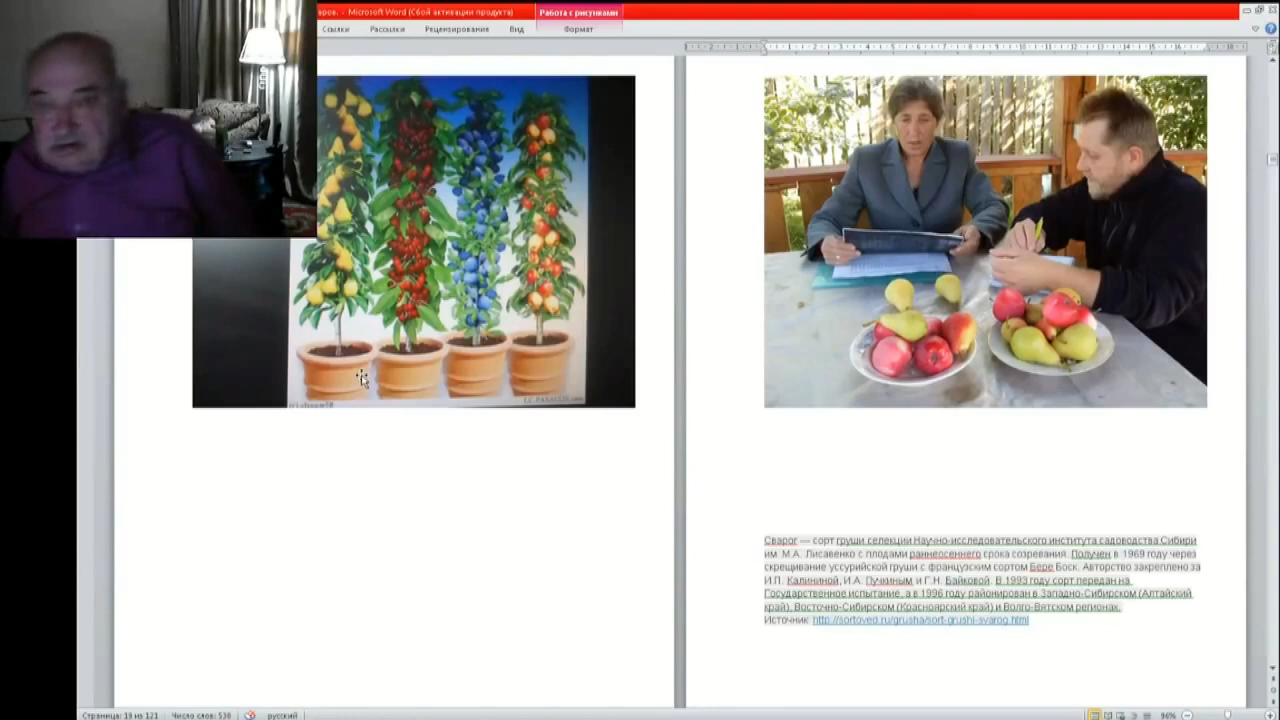 аров. - Microsoft Word (Сбой активации продукта)
Работа с рисунками
Ссылки Рассылки Рецензирование Вид Формат
Сварог — сорт груши селекции Научно-исследовательского института садоводства Сибири
им. М.А. Лисавенко с плодами раннеосеннего срока созревания. Получен в 1969 году через
скрещивание уссурийской груши с французским сортом Бере Боск. Авторство закреплено за
И.П. Калининой, И.А. Пучкиным и Г.Н. Байковой. В 1993 году сорт передан на
Государственное испытание, а в 1996 году районирован в Западно-Сибирском (Алтайский
край), Восточно-Сибирском (Красноярский край) и Волго-Вятском регионах.
Источник: http://sortoved.ru/grusha/sort-grushi-svarog.html
Страница: 19 из 121 Число слов: 530 русский 96%